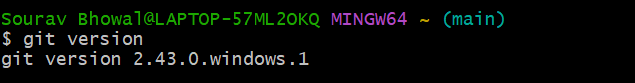 Sourav Bhowal@LAPTOP-57ML2OKQ MINGW64 ~ (main)
$ git version
git version 2.43.0.windows.1